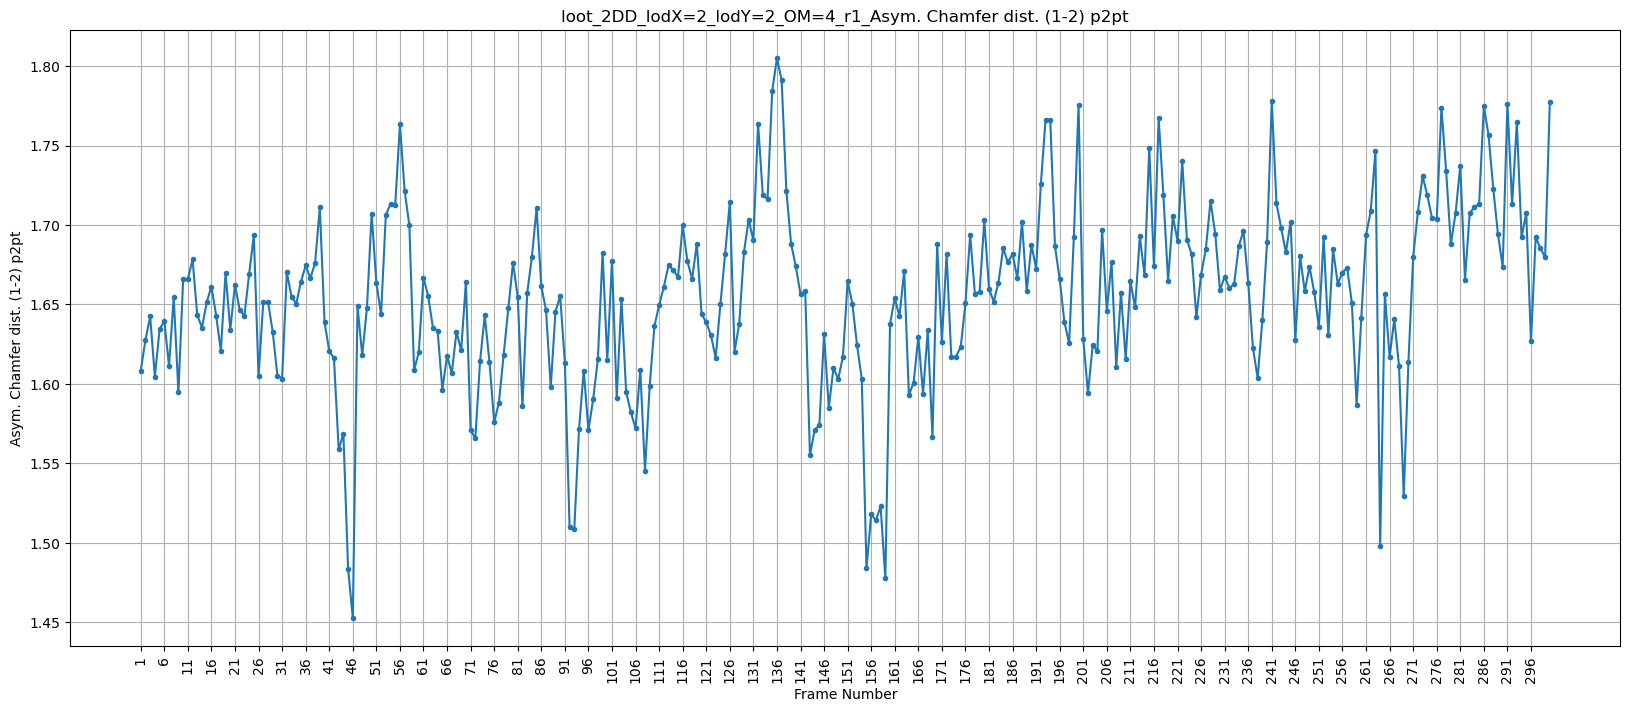 loot_2DD_lodX=2_lodY=2_OM=4_r1_Asym. Chamfer dist. (1-2) p2pt
Asym. Chamfer dist. (1-2) p2pt
1.80
1.75
1.70
1.65
1.60
1.55
1.50
1.45
1 6 11 16 21 26 31 36 41 46 51 56 61 66 71 76 81 86 91 96 101 106 111 116 121 126 131 136 141 146 151 156 161 166 171 176 181 186 191 196 201 206 211 216 221 226 231 236 241 246 251 256 261 266 271 276 281 286 291 296
Frame Number